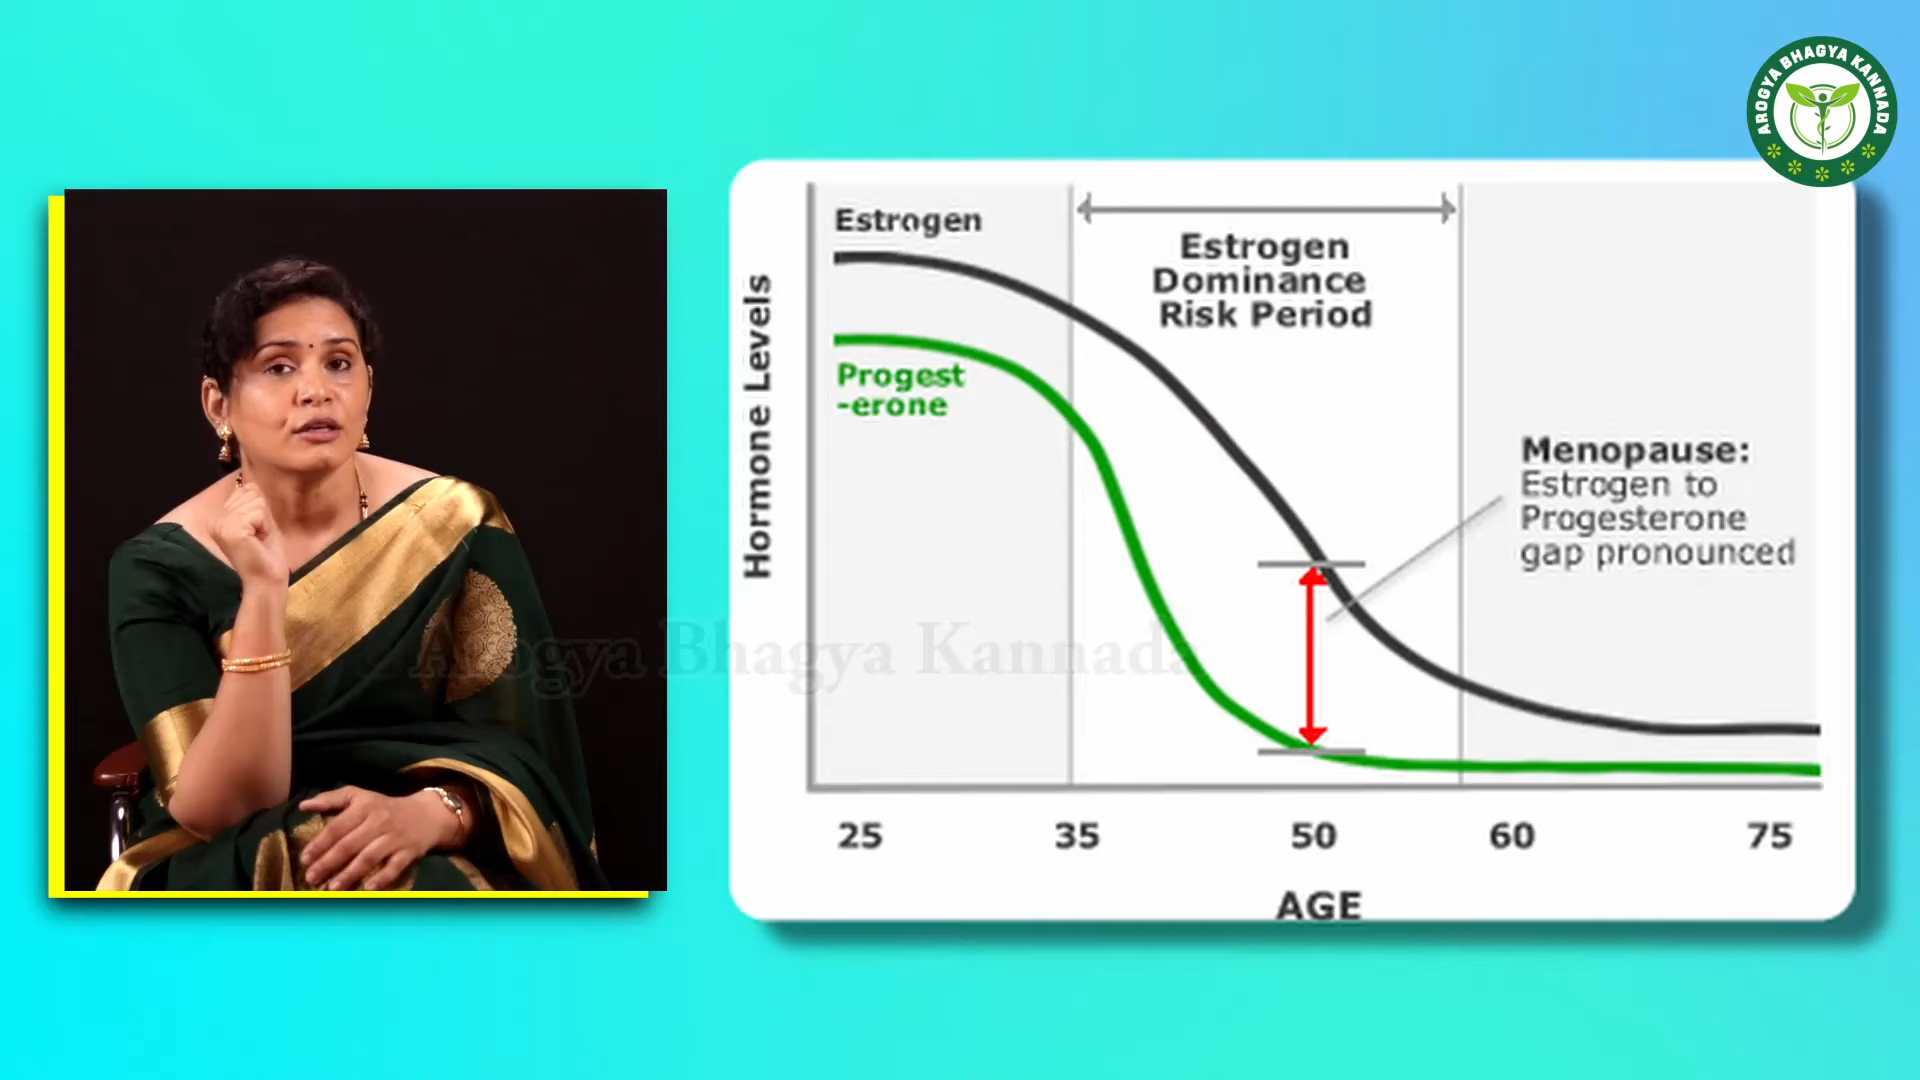 AROGYA BHAGYA KANNADA
Estrogen
Estrogen
Dominance
Risk Period
Progest
-erone
Hormone Levels
Menopause:
Estrogen to
Progesterone
gap pronounced
Arogya Bhagya Kannada
25 35 50 60 75
AGE